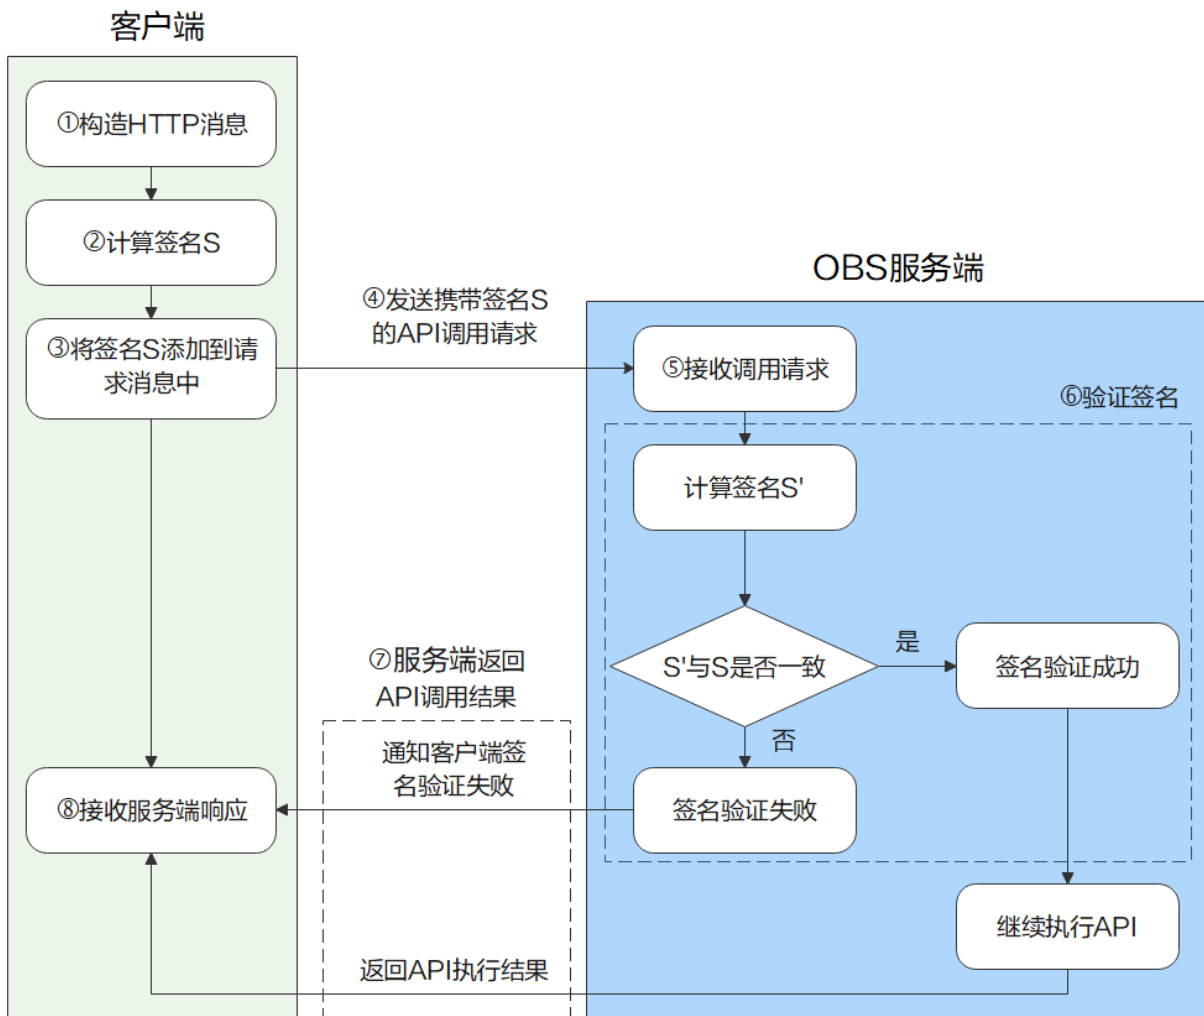 客户端
①构造HTTP消息
②计算签名S
③将签名S添加到请
求消息中
④发送携带签名S
的API调用请求
OBS服务端
⑤接收调用请求
⑥验证签名
计算签名S'
S'与S是否一致
是
签名验证成功
否
签名验证失败
⑦服务端返回
API调用结果
通知客户端签
名验证失败
⑧接收服务端响应
继续执行API
返回API执行结果